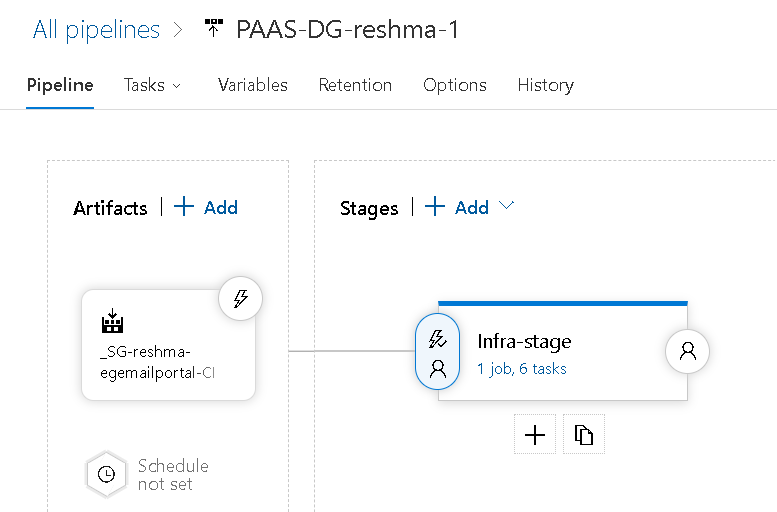 All pipelines > PAAS-DG-reshma-1
Pipeline Tasks Variables Retention Options History
Artifacts | + Add
Stages | + Add
_SG-reshma-
egemailportal-CI
Infra-stage
1 job, 6 tasks
Schedule
not set